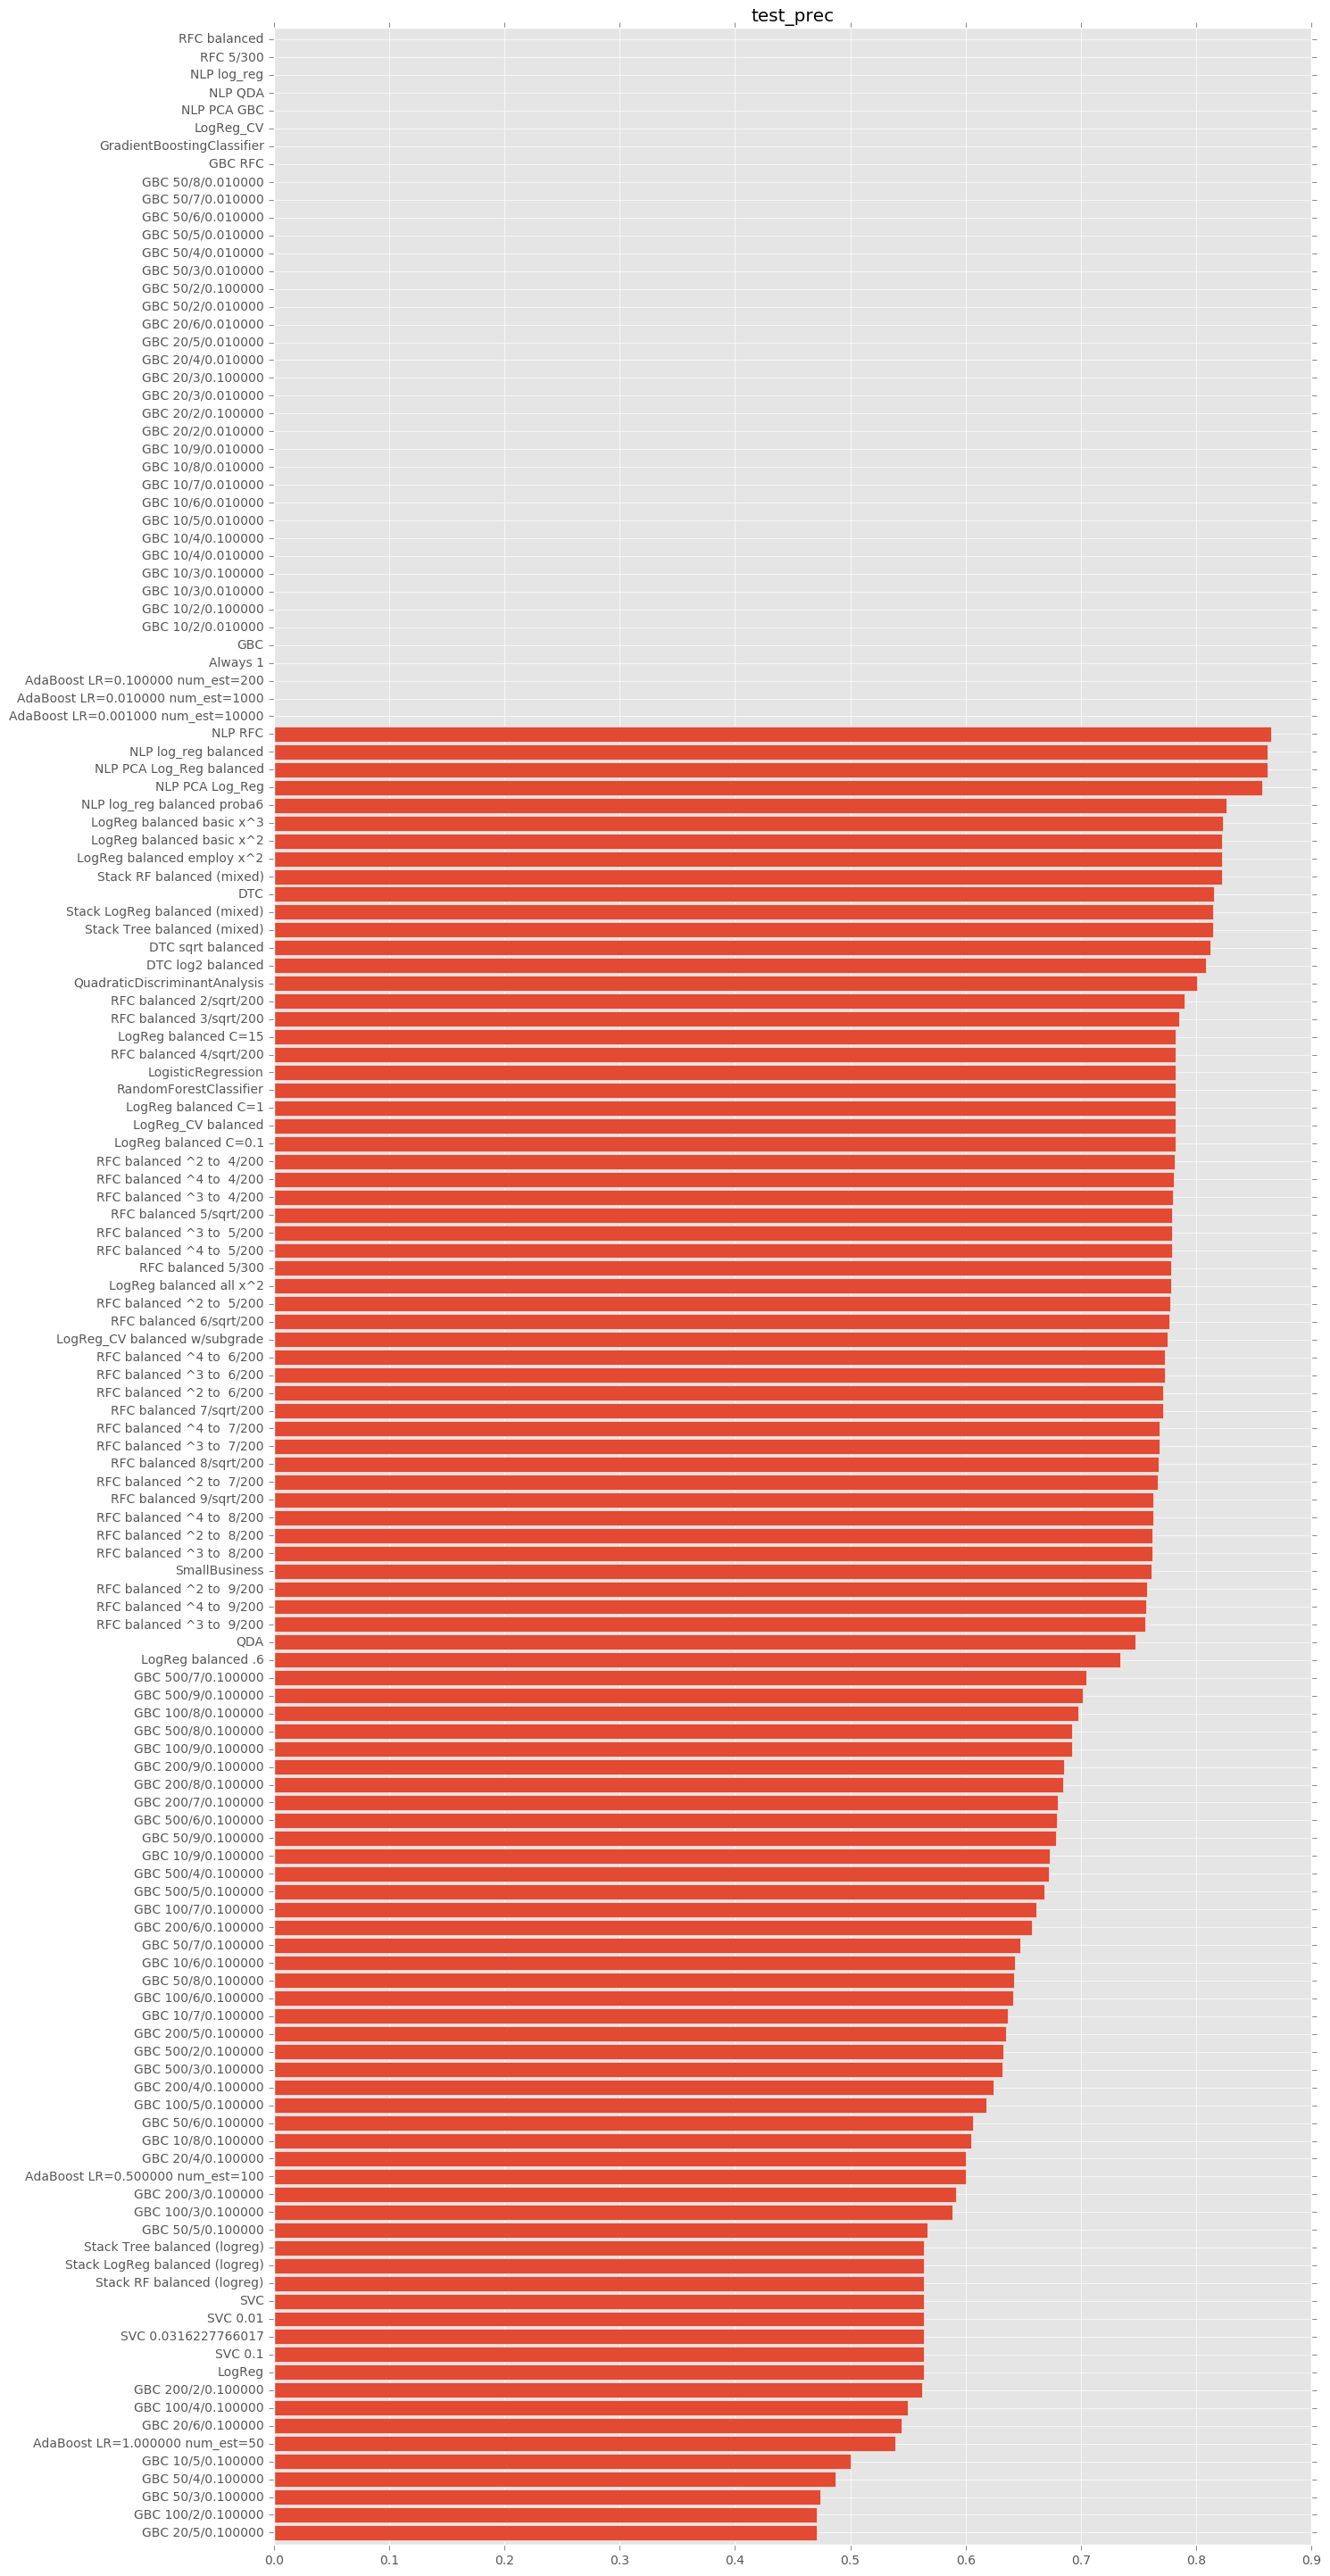 test_prec
RFC balanced
RFC 5/300
NLP log_reg
NLP QDA
NLP PCA GBC
LogReg_CV
GradientBoostingClassifier
GBC RFC
GBC 50/8/0.010000
GBC 50/7/0.010000
GBC 50/6/0.010000
GBC 50/5/0.010000
GBC 50/4/0.010000
GBC 50/3/0.010000
GBC 50/2/0.100000
GBC 50/2/0.010000
GBC 20/6/0.010000
GBC 20/5/0.010000
GBC 20/4/0.010000
GBC 20/3/0.100000
GBC 20/3/0.010000
GBC 20/2/0.100000
GBC 20/2/0.010000
GBC 10/9/0.010000
GBC 10/8/0.010000
GBC 10/7/0.010000
GBC 10/6/0.010000
GBC 10/5/0.010000
GBC 10/4/0.100000
GBC 10/4/0.010000
GBC 10/3/0.100000
GBC 10/3/0.010000
GBC 10/2/0.100000
GBC 10/2/0.010000
GBC
Always 1
AdaBoost LR=0.100000 num_est=200
AdaBoost LR=0.010000 num_est=1000
AdaBoost LR=0.001000 num_est=10000
NLP RFC
NLP log_reg balanced
NLP PCA Log_Reg balanced
NLP PCA Log_Reg
NLP log_reg balanced proba6
LogReg balanced basic x^3
LogReg balanced basic x^2
LogReg balanced employ x^2
Stack RF balanced (mixed)
DTC
Stack LogReg balanced (mixed)
Stack Tree balanced (mixed)
DTC sqrt balanced
DTC log2 balanced
QuadraticDiscriminantAnalysis
RFC balanced 2/sqrt/200
RFC balanced 3/sqrt/200
LogReg balanced C=15
RFC balanced 4/sqrt/200
LogisticRegression
RandomForestClassifier
LogReg balanced C=1
LogReg_CV balanced
LogReg balanced C=0.1
RFC balanced ^2 to  4/200
RFC balanced ^4 to  4/200
RFC balanced ^3 to  4/200
RFC balanced 5/sqrt/200
RFC balanced ^3 to  5/200
RFC balanced ^4 to  5/200
RFC balanced 5/300
LogReg balanced all x^2
RFC balanced ^2 to  5/200
RFC balanced 6/sqrt/200
LogReg_CV balanced w/subgrade
RFC balanced ^4 to  6/200
RFC balanced ^3 to  6/200
RFC balanced ^2 to  6/200
RFC balanced 7/sqrt/200
RFC balanced ^4 to  7/200
RFC balanced ^3 to  7/200
RFC balanced 8/sqrt/200
RFC balanced ^2 to  7/200
RFC balanced 9/sqrt/200
RFC balanced ^4 to  8/200
RFC balanced ^2 to  8/200
RFC balanced ^3 to  8/200
SmallBusiness
RFC balanced ^2 to  9/200
RFC balanced ^4 to  9/200
RFC balanced ^3 to  9/200
QDA
LogReg balanced .6
GBC 500/7/0.100000
GBC 500/9/0.100000
GBC 100/8/0.100000
GBC 500/8/0.100000
GBC 100/9/0.100000
GBC 200/9/0.100000
GBC 200/8/0.100000
GBC 200/7/0.100000
GBC 500/6/0.100000
GBC 50/9/0.100000
GBC 10/9/0.100000
GBC 500/4/0.100000
GBC 500/5/0.100000
GBC 100/7/0.100000
GBC 200/6/0.100000
GBC 50/7/0.100000
GBC 10/6/0.100000
GBC 50/8/0.100000
GBC 100/6/0.100000
GBC 10/7/0.100000
GBC 200/5/0.100000
GBC 500/2/0.100000
GBC 500/3/0.100000
GBC 200/4/0.100000
GBC 100/5/0.100000
GBC 50/6/0.100000
GBC 10/8/0.100000
GBC 20/4/0.100000
AdaBoost LR=0.500000 num_est=100
GBC 200/3/0.100000
GBC 100/3/0.100000
GBC 50/5/0.100000
Stack Tree balanced (logreg)
Stack LogReg balanced (logreg)
Stack RF balanced (logreg)
SVC
SVC 0.01
SVC 0.0316227766017
SVC 0.1
LogReg
GBC 200/2/0.100000
GBC 100/4/0.100000
GBC 20/6/0.100000
AdaBoost LR=1.000000 num_est=50
GBC 10/5/0.100000
GBC 50/4/0.100000
GBC 50/3/0.100000
GBC 100/2/0.100000
GBC 20/5/0.100000
0.0 0.1 0.2 0.3 0.4 0.5 0.6 0.7 0.8 0.9